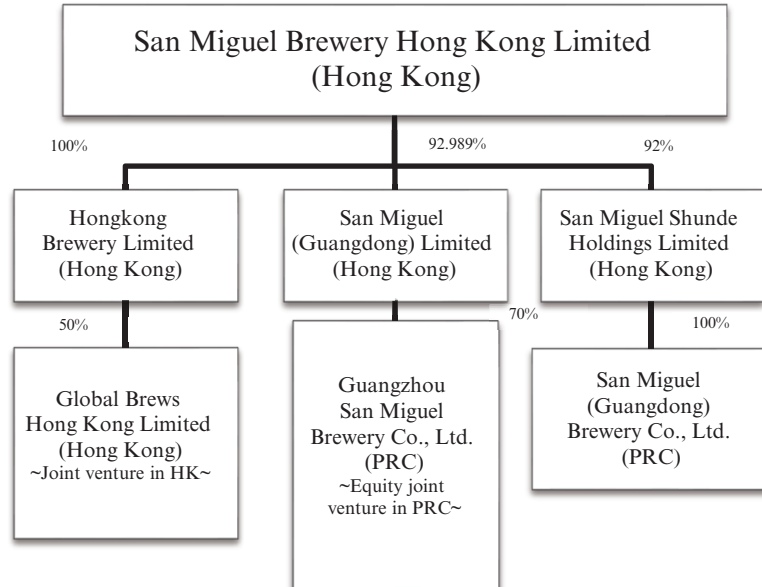 San Miguel Brewery Hong Kong Limited
(Hong Kong)
100%
92.989%
92%
Hongkong
Brewery Limited
(Hong Kong)
San Miguel
(Guangdong) Limited
(Hong Kong)
San Miguel Shunde
Holdings Limited
(Hong Kong)
50%
70%
100%
Global Brews
Hong Kong Limited
(Hong Kong)
~Joint venture in HK~
Guangzhou
San Miguel
Brewery Co., Ltd.
(PRC)
~Equity joint
venture in PRC~
San Miguel
(Guangdong)
Brewery Co., Ltd.
(PRC)